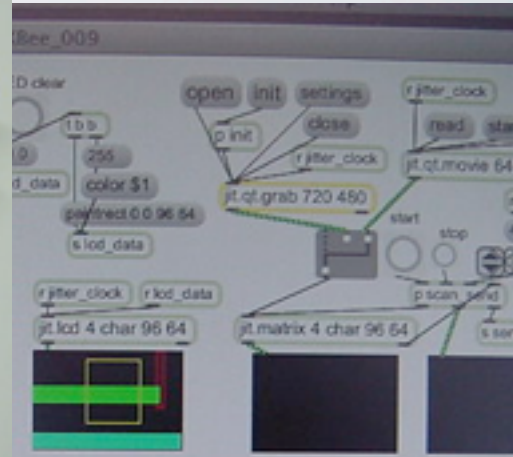 Bee_009
D clear
open
init
settings
r jitter_clock
t b b
p init
close
read
255
r jitter_clock
jit.qt.movie 64
d_data
color $1
jit.qt.grab 720 480
paintrect 0 0 96 64
start
stop
s lcd_data
r jitter_clock
r lcd_data
p scan_send
jit.lcd 4 char 96 64
jit.matrix 4 char 96 64